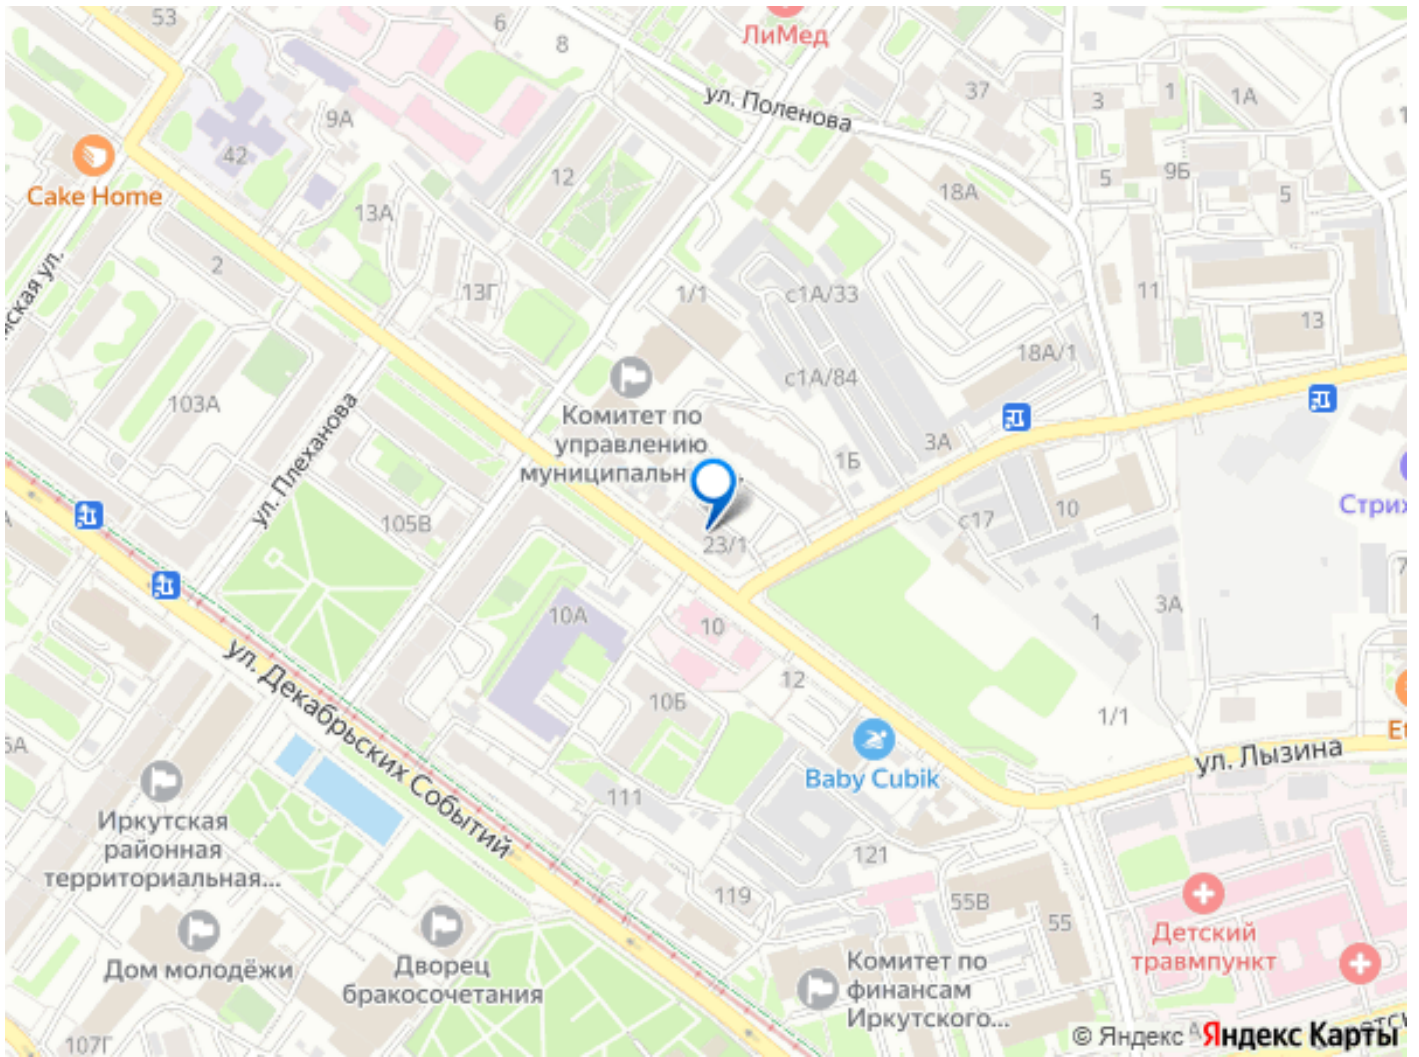 53
6
8
ЛиМед
ул. Поленова
37
3
1
1А
9А
42
Cake Home
12
13А
18А
5
9Б
5
2
13Г
1/1
с1А/33
11
13
18А/1
с1А/84
103А
Комитет по
управлению
муниципальн
ул. Плеханова
1Б
3А
105В
23/1
с17
10
Стрих
10А
10
1
3А
12
10Б
1/1
ул. Декабрьских Событий
Baby Cubik
ул. Лызина
Et
111
Иркутская
районная
территориальная...
121
119
55В
55
Детский
травмпункт
Дом молодёжи
Дворец
бракосочетания
Комитет по
финансам
Иркутского...
107Г
© Яндекс Яндекс Карты